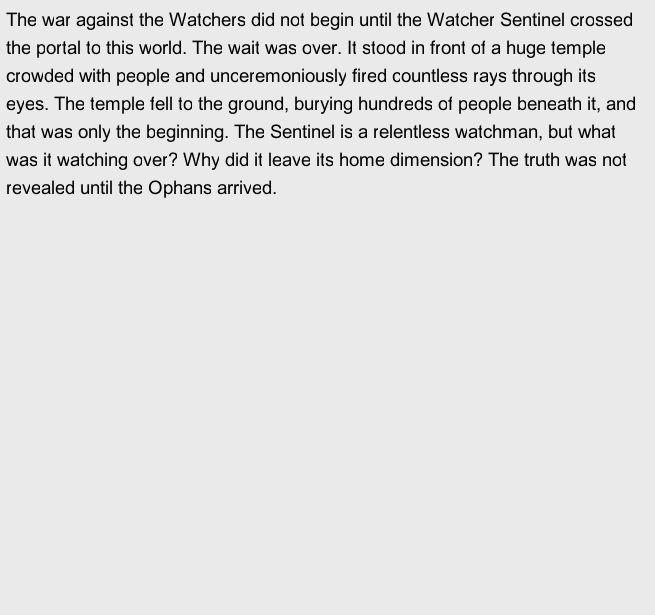 The war against the Watchers did not begin until the Watcher Sentinel crossed
the portal to this world. The wait was over. It stood in front of a huge temple
crowded with people and unceremoniously fired countless rays through its
eyes. The temple fell to the ground, burying hundreds of people beneath it, and
that was only the beginning. The Sentinel is a relentless watchman, but what
was it watching over? Why did it leave its home dimension? The truth was not
revealed until the Ophans arrived.